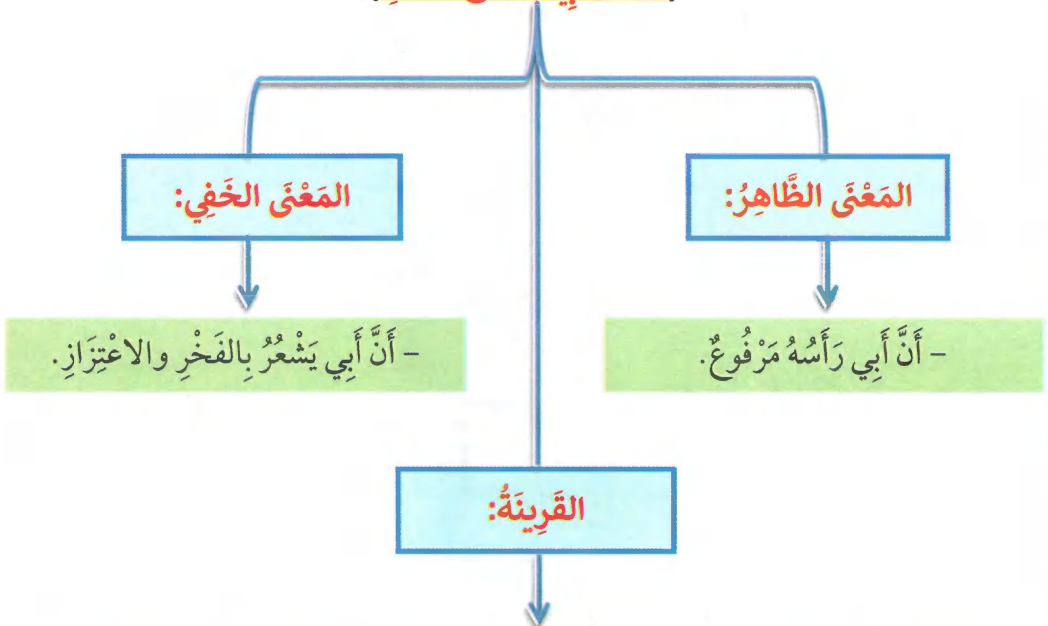 المَعْنَى الظَّاهِرُ:
المَعْنَى الخَفِي:
– أَنَّ أَبِي رَأَسُهُ مَرْفُوعٌ.
– أَنَّ أَبِي يَشْعُرُ بِالفَخْرِ والاعْتِزَازِ.
القَرِينَةُ: